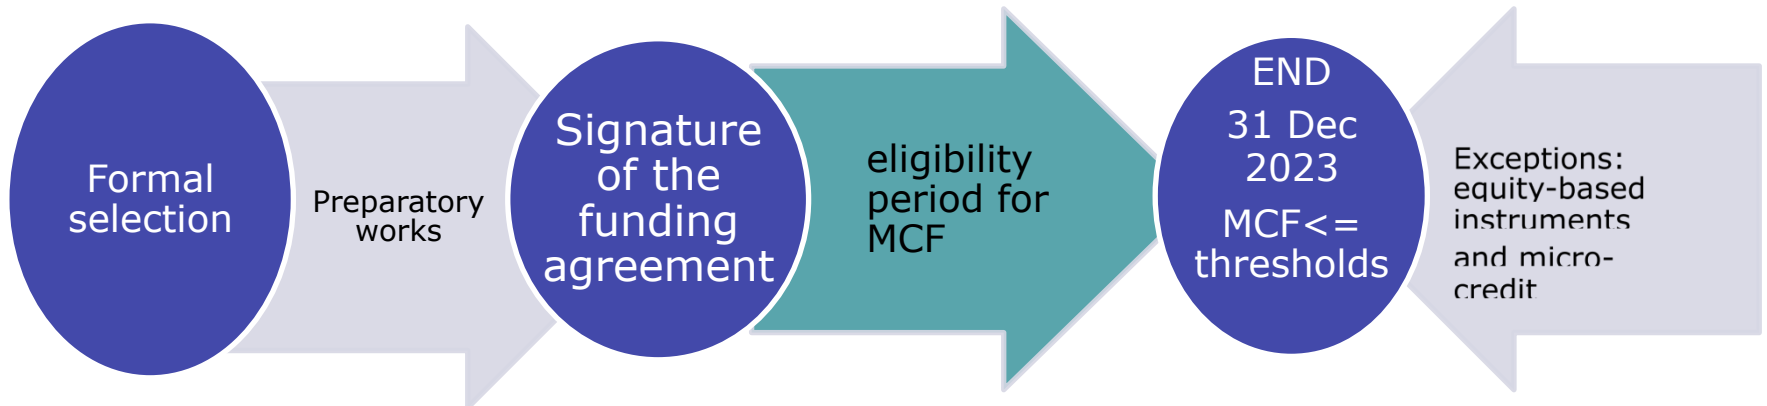 Formal
selection
Preparatory
works
Signature
of the
funding
agreement
eligibility
period for
MCF
END
31 Dec
2023
MCF<=
thresholds
Exceptions:
equity-based
instruments
and micro-
credit